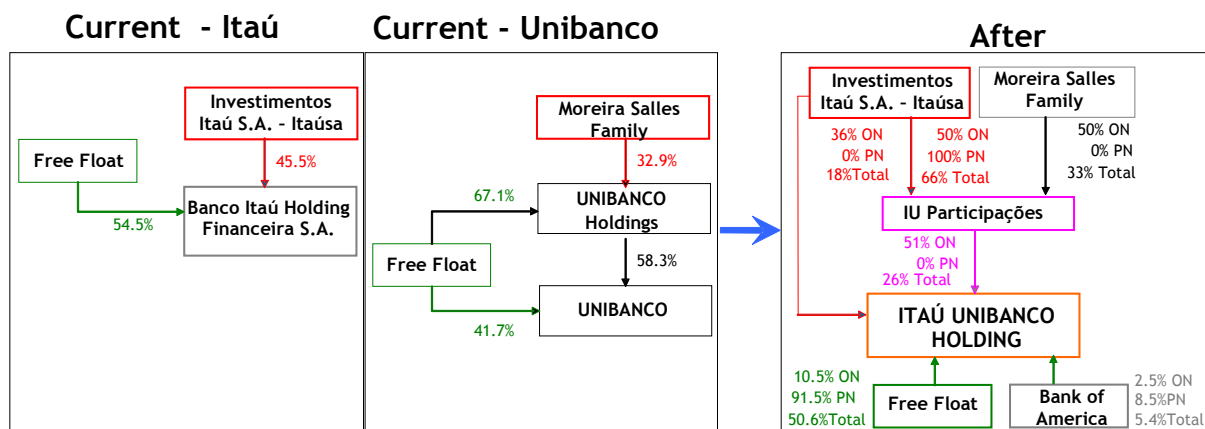 Current - Itaú
Investimentos
Itaú S.A. - Itaúsa
Free Float
45.5%
54.5%
Banco Itaú Holding
Financeira S.A.
Current - Unibanco
Moreira Salles
Family
32.9%
67.1%
UNIBANCO
Holdings
Free Float
58.3%
UNIBANCO
41.7%
After
Investimentos
Itaú S.A. - Itaúsa
Moreira Salles
Family
36% ON
0% PN
18%Total
50% ON
100% PN
66% Total
50% ON
0% PN
33% Total
IU Participações
51% ON
0% PN
26% Total
ITAÚ UNIBANCO
HOLDING
10.5% ON
91.5% PN
50.6%Total
Free Float
Bank of
America
2.5% ON
8.5%PN
5.4%Total